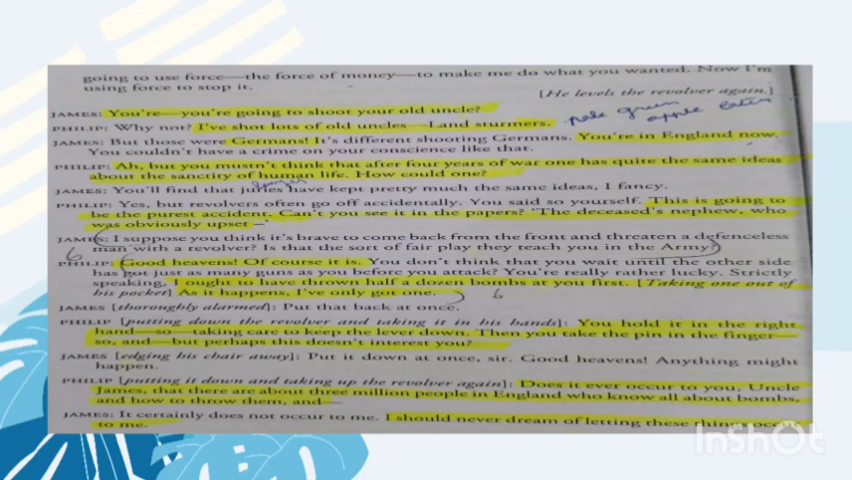 going to use force—the force of money—to make me do what you wanted. Now I'm
using force to stop it.
[He levels the revolver again.]
JAMES: You're—you're going to shoot your old uncle?
PHILIP: Why not? I've shot lots of old uncles—Land sturmers.
pale green
apple eaten
JAMES: But those were Germans! It's different shooting Germans. You're in England now.
You couldn't have a crime on your conscience like that.
PHILIP: Ah, but you mustn't think that after four years of war one has quite the same ideas
about the sanctity of human life. How could one?
JAMES: You'll find that juries have kept pretty much the same ideas, I fancy.
PHILIP: Yes, but revolvers often go off accidentally. You said so yourself. This is going to
be the purest accident. Can't you see it in the papers? 'The deceased's nephew, who
was obviously upset —'
JAMES: I suppose you think it's brave to come back from the front and threaten a defenceless
man with a revolver? Is that the sort of fair play they teach you in the Army?
6
PHILIP: Good heavens! Of course it is. You don't think that you wait until the other side
has got just as many guns as you before you attack? You're really rather lucky. Strictly
speaking, I ought to have thrown half a dozen bombs at you first. [Taking one out of
his pocket] As it happens, I've only got one.
6
JAMES [thoroughly alarmed]: Put that back at once.
PHILIP [putting down the revolver and taking it in his hands]: You hold it in the right
hand—so—taking care to keep the lever down. Then you take the pin in the finger—
so, and—but perhaps this doesn't interest you?
JAMES [edging his chair away]: Put it down at once, sir. Good heavens! Anything might
happen.
PHILIP [putting it down and taking up the revolver again]: Does it ever occur to you, Uncle
James, that there are about three million people in England who know all about bombs,
and how to throw them, and—
JAMES: It certainly does not occur to me. I should never dream of letting these things occur
to me.
InShOt